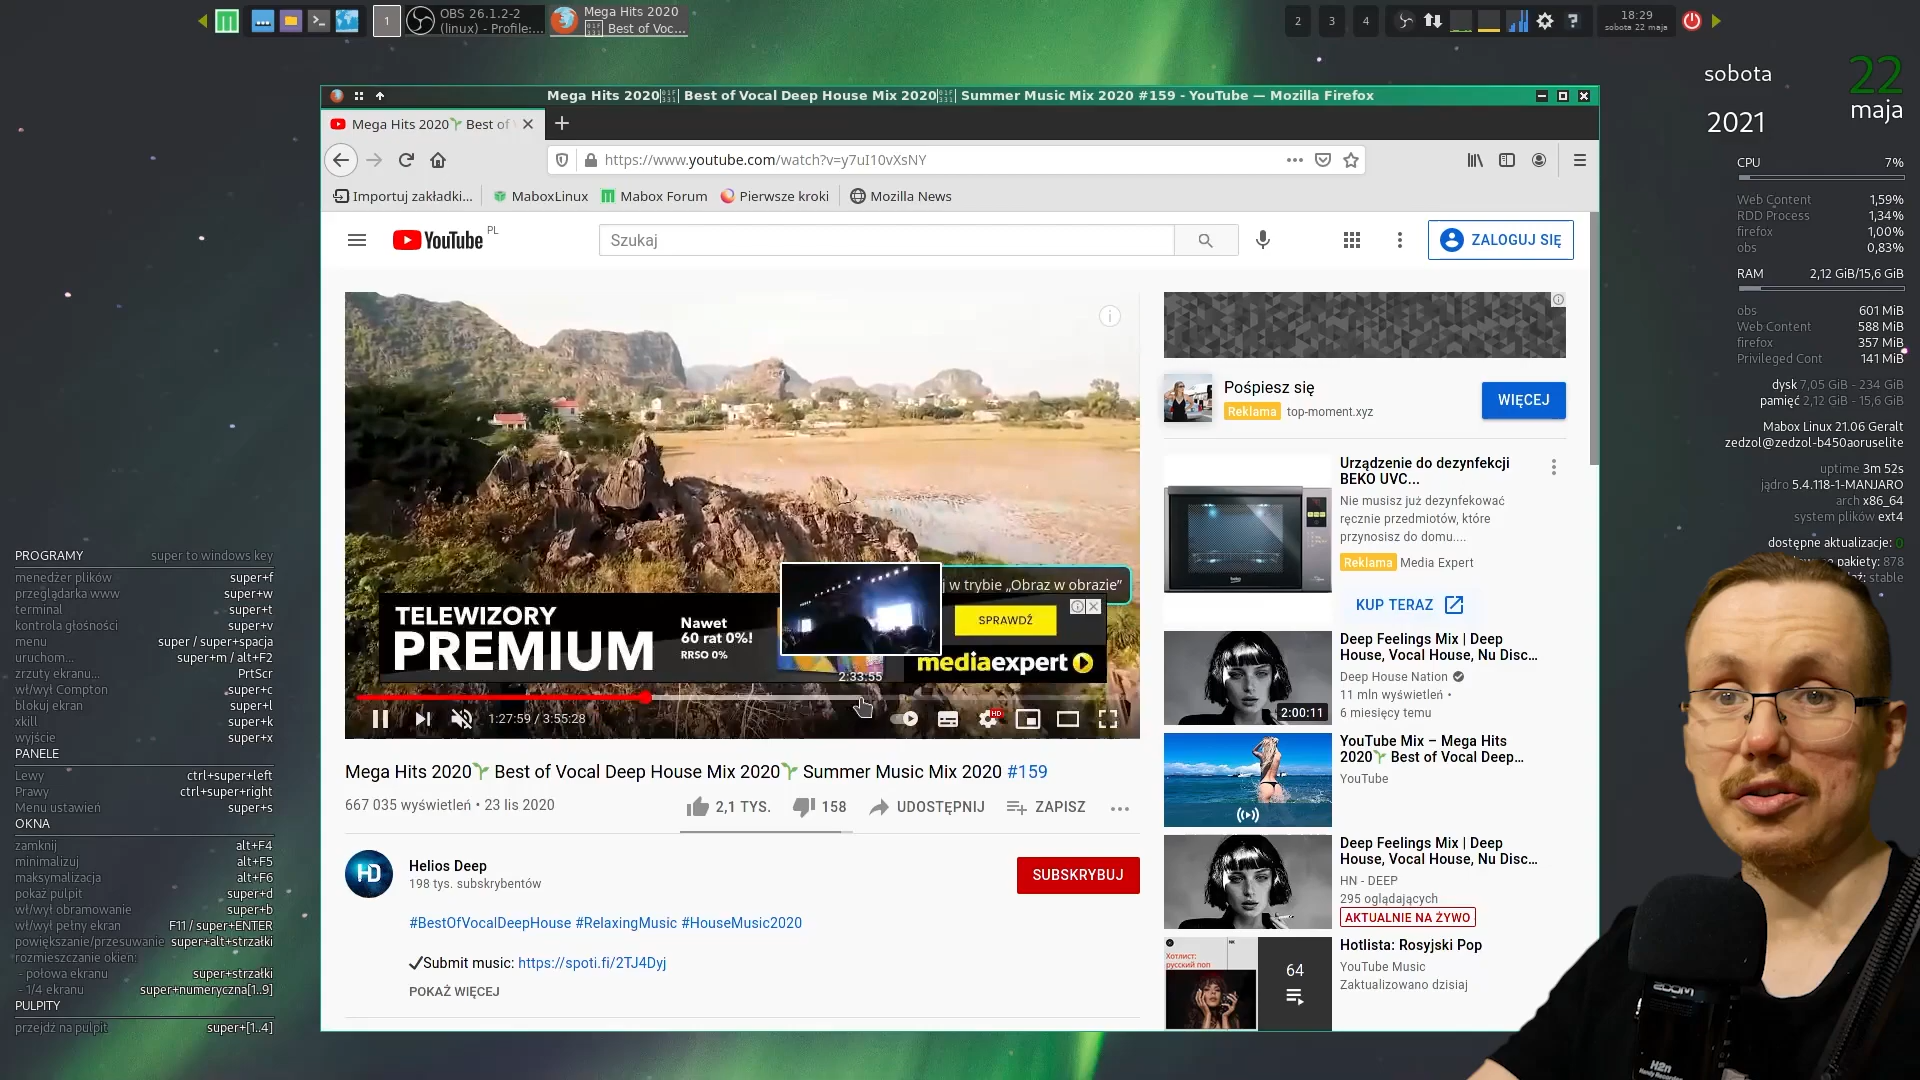 1
OBS 26.1.2-2
(linux) - Profile:...
Mega Hits 2020
Best of Voc...
2
3
4
18:29
sobota 22 maja
sobota
22
maja
2021
CPU 7%
Web Content 1,59%
RDD Process 1,34%
firefox 1,00%
obs 0,83%
RAM 2,12 GiB/15,6 GiB
obs 601 MiB
Web Content 588 MiB
firefox 357 MiB
Privileged Cont 141 MiB
dysk 7,05 GiB - 234 GiB
pamięć 2,12 GiB - 15,6 GiB
Mabox Linux 21.06 Geralt
zedzol@zedzol-b450aoruselite
uptime 3m 52s
jądro 5.4.118-1-MANJARO
arch x86_64
system plików ext4
dostępne aktualizacje: 0
pakiety: 878
stable
Mega Hits 2020 | Best of Vocal Deep House Mix 2020 | Summer Music Mix 2020 #159 - YouTube — Mozilla Firefox
Mega Hits 2020🌱 Best of
https://www.youtube.com/watch?v=y7uI10vXsNY
Importuj zakładki...
MaboxLinux
Mabox Forum
Pierwsze kroki
Mozilla News
YouTube PL
Szukaj
ZALOGUJ SIĘ
j w trybie „Obraz w obrazie”
TELEWIZORY
PREMIUM
Nawet
60 rat 0%!
RRSO 0%
SPRAWDŹ
mediaexpert
2:33:55
1:27:59 / 3:55:28
HD
Mega Hits 2020🌱 Best of Vocal Deep House Mix 2020🌱 Summer Music Mix 2020 #159
667 035 wyświetleń • 23 lis 2020
2,1 TYS.
158
UDOSTĘPNIJ
ZAPISZ
HD
Helios Deep
198 tys. subskrybentów
SUBSKRYBUJ
#BestOfVocalDeepHouse #RelaxingMusic #HouseMusic2020
✔Submit music: https://spoti.fi/2TJ4Dyj
POKAŻ WIĘCEJ
Pośpiesz się
Reklama top-moment.xyz
WIĘCEJ
Urządzenie do dezynfekcji
BEKO UVC...
Nie musisz już dezynfekować
ręcznie przedmiotów, które
przynosisz do domu....
Reklama Media Expert
KUP TERAZ
Deep Feelings Mix | Deep
House, Vocal House, Nu Disc...
Deep House Nation
11 mln wyświetleń •
6 miesięcy temu
2:00:11
YouTube Mix – Mega Hits
2020🌱 Best of Vocal Deep...
YouTube
Deep Feelings Mix | Deep
House, Vocal House, Nu Disc...
HN - DEEP
295 oglądających
AKTUALNIE NA ŻYWO
Хотлист:
русский поп
64
Hotlista: Rosyjski Pop
YouTube Music
Zaktualizowano dzisiaj
PROGRAMY super to windows key
menedżer plików super+f
przeglądarka www super+w
terminal super+t
kontrola głośności super+v
menu super / super+spacja
uruchom... super+m / alt+F2
zrzuty ekranu... PrtScr
wł/wył Compton super+c
blokuj ekran super+l
xkill super+k
wyjście super+x
PANELE
Lewy ctrl+super+left
Prawy ctrl+super+right
Menu ustawień super+s
OKNA
zamknij alt+F4
minimalizuj alt+F5
maksymalizacja alt+F6
pokaż pulpit super+d
wł/wył obramowanie super+b
wł/wył pełny ekran F11 / super+ENTER
powiększanie/przesuwanie super+alt+strzałki
rozmieszczanie okien:
- połowa ekranu super+strzałki
- 1/4 ekranu super+numeryczna[1..9]
PULPITY
przejdź na pulpit super+[1..4]
zoom
H2n
Handy Recorder